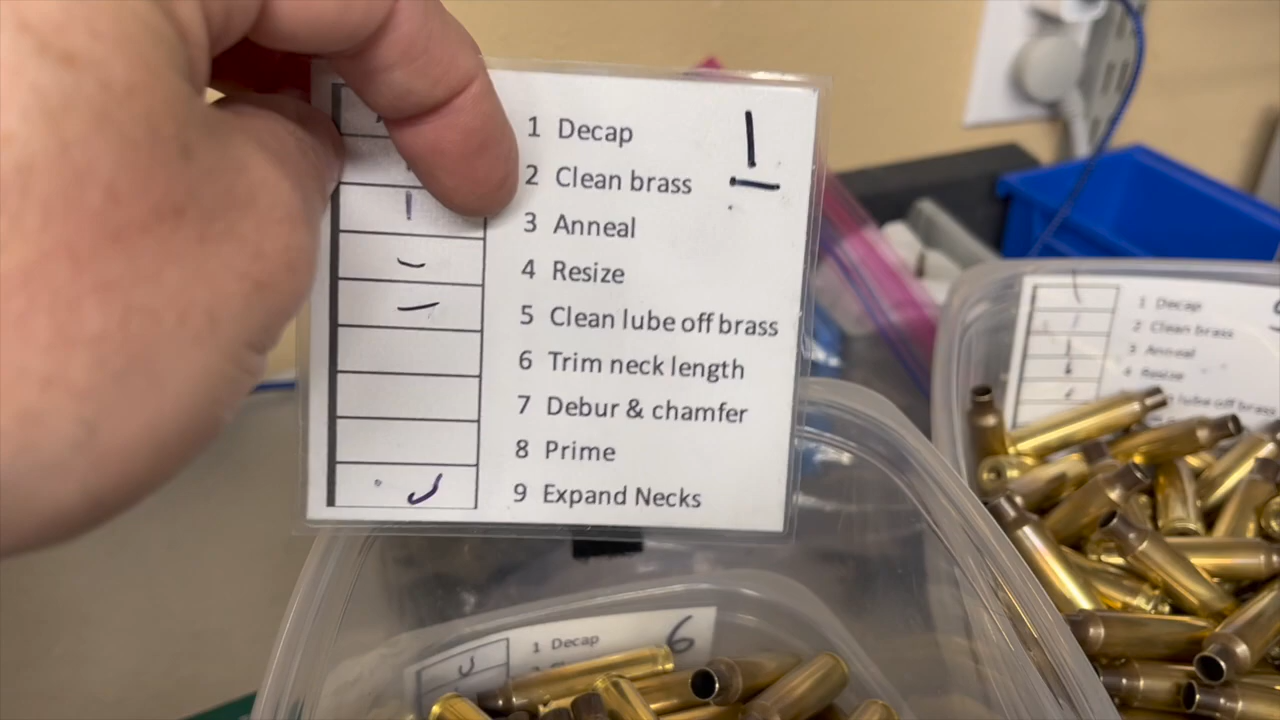 1 Decap
2 Clean brass
3 Anneal
4 Resize
5 Clean lube off brass
6 Trim neck length
7 Debur & chamfer
8 Prime
9 Expand Necks
1
1 Decap
2 Clean brass
3 Anneal
4 Resize
lube off brass
1 Decap
6